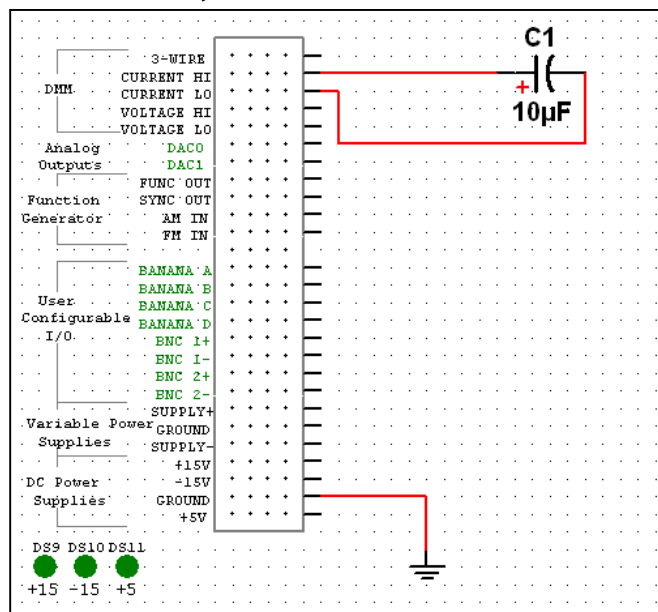 C1
+
10µF
3-WIRE
CURRENT HI
CURRENT LO
VOLTAGE HI
VOLTAGE LO
DMM
DAC0
DAC1
Analog
Outputs
FUNC OUT
SYNC OUT
AM IN
FM IN
Function
Generator
BANANA A
BANANA B
BANANA C
BANANA D
BNC 1+
BNC 1-
BNC 2+
BNC 2-
User
Configurable
I/O
SUPPLY+
GROUND
SUPPLY-
Variable Power
Supplies
+15V
-15V
GROUND
+5V
DC Power
Supplies
DS9 DS10 DS11
+15 -15 +5